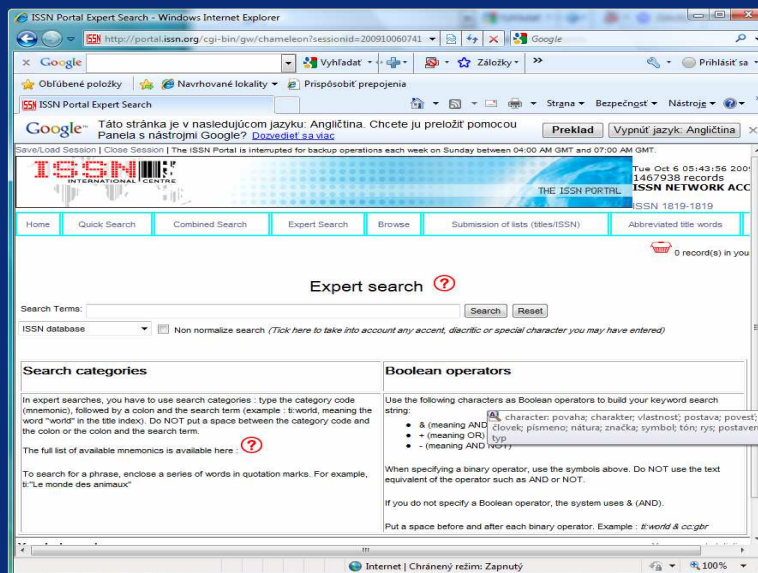 ISSN Portal Expert Search - Windows Internet Explorer
http://portal.issn.org/cgi-bin/gw/chameleon?sessionid=200910060741
Google
Google
Vyhľadať
Záložky
Prihlásiť sa
Obľúbené položky
Navrhované lokality
Prispôsobiť prepojenia
ISSN Portal Expert Search
Strana
Bezpečnosť
Nástroje
Google Táto stránka je v nasledujúcom jazyku: Angličtina. Chcete ju preložiť pomocou
Panela s nástrojmi Google? Dozvedieť sa viac
Preklad
Vypnúť jazyk: Angličtina
Save/Load Session | Close Session | The ISSN Portal is interrupted for backup operations each week on Sunday between 04:00 AM GMT and 07:00 AM GMT.
ISSN
INTERNATIONAL CENTRE
THE ISSN PORTAL
Tue Oct 6 05:43:56 200
1467938 records
ISSN NETWORK ACC
ISSN 1819-1819
Home
Quick Search
Combined Search
Expert Search
Browse
Submission of lists (titles/ISSN)
Abbreviated title words
0 record(s) in you
Expert search ?
Search Terms:
Search
Reset
ISSN database
Non normalize search (Tick here to take into account any accent, diacritic or special character you may have entered)
Search categories
In expert searches, you have to use search categories : type the category code
(mnemonic), followed by a colon and the search term (example : ti:world, meaning the
word "world" in the title index). Do NOT put a space between the category code and
the colon or the colon and the search term.
The full list of available mnemonics is available here : ?
To search for a phrase, enclose a series of words in quotation marks. For example,
ti:"Le monde des animaux"
Boolean operators
Use the following characters as Boolean operators to build your keyword search
string:
& (meaning AND
+ (meaning OR)
- (meaning AND NOT)
character: povaha; charakter; vlastnosť; postava; povesť;
človek; písmeno; nátura; značka; symbol; tón; rys; postaven
typ
When specifying a binary operator, use the symbols above. Do NOT use the text
equivalent of the operator such as AND or NOT.
If you do not specify a Boolean operator, the system uses & (AND).
Put a space before and after each binary operator. Example : ti:world & cc:gbr
Internet | Chránený režim: Zapnutý
100%